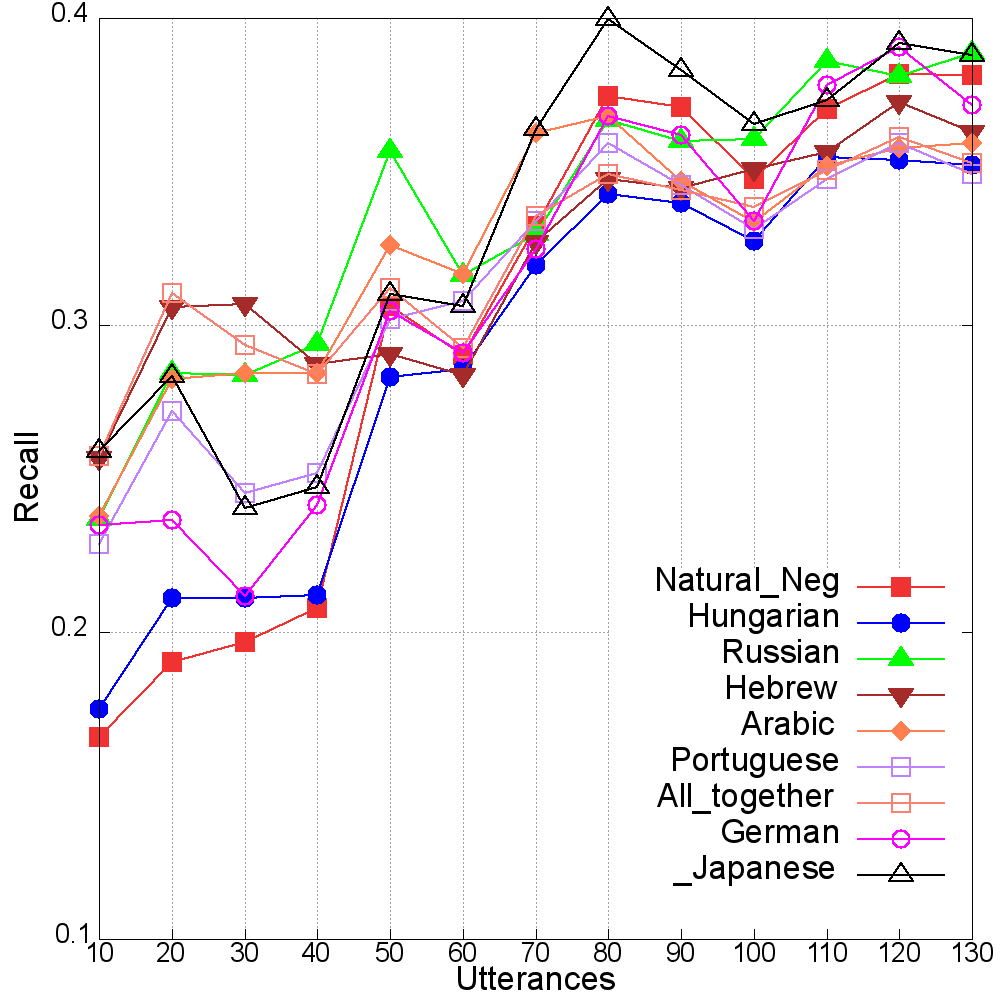 0.4
0.3
0.2
0.1
Recall
Natural_Neg
Hungarian
Russian
Hebrew
Arabic
Portuguese
All_together
German
_Japanese
10 20 30 40 50 60 70 80 90 100 110 120 130
Utterances